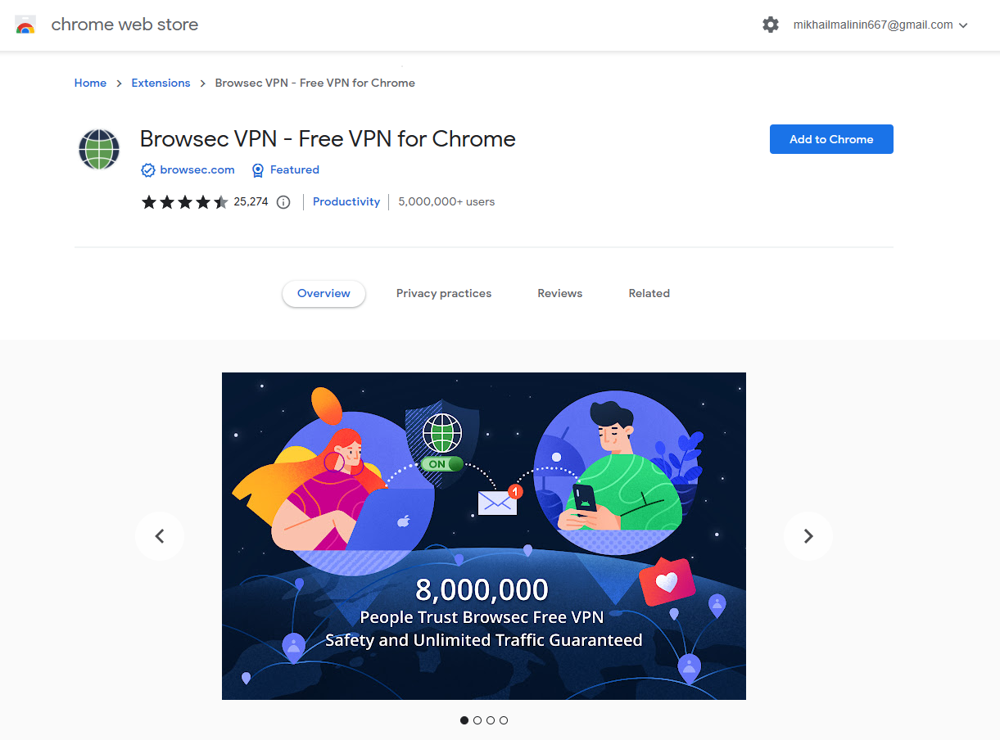 chrome web store
mikhailmalinin667@gmail.com
Home > Extensions > Browsec VPN - Free VPN for Chrome
Browsec VPN - Free VPN for Chrome
Add to Chrome
browsec.com Featured
25,274 Productivity 5,000,000+ users
Overview Privacy practices Reviews Related
ON
1
8,000,000
People Trust Browsec Free VPN
Safety and Unlimited Traffic Guaranteed